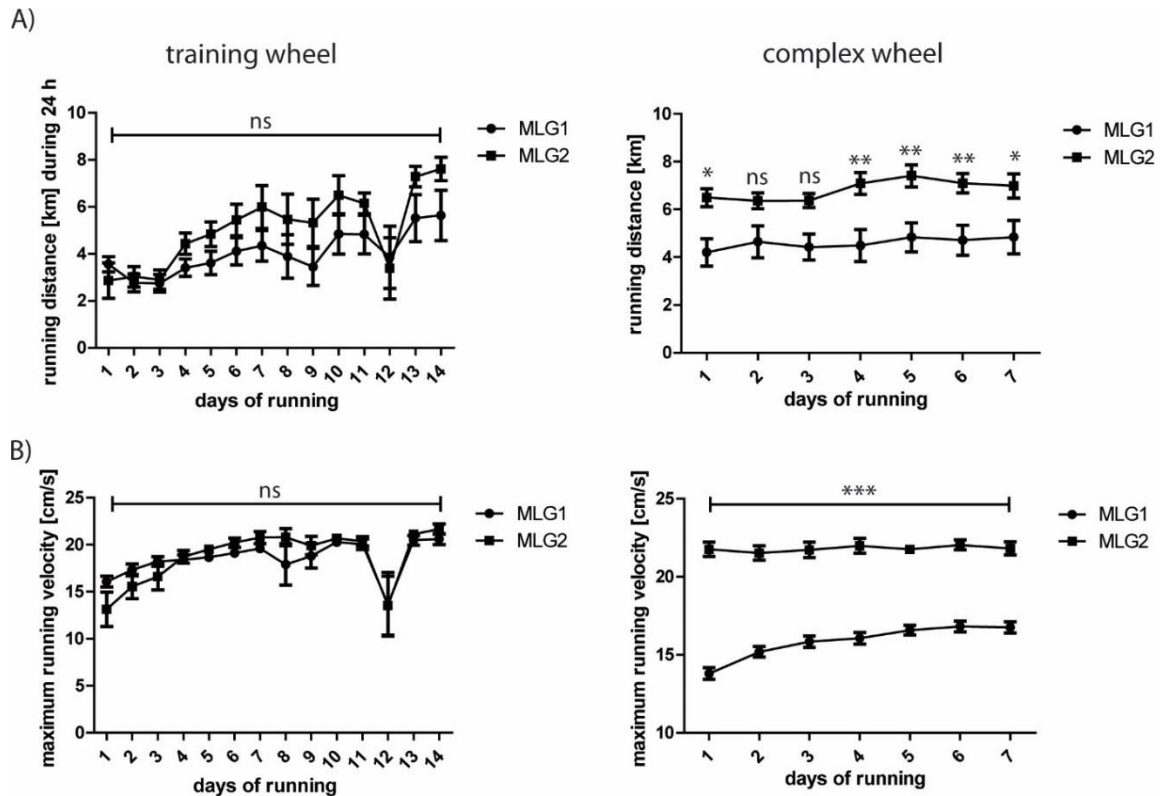 A)
training wheel
complex wheel
running distance [km] during 24 h
10
8
6
4
2
0
ns
MLG1
MLG2
1 2 3 4 5 6 7 8 9 10 11 12 13 14
days of running
running distance [km]
10
8
6
4
2
0
* ns ns ** ** ** *
MLG1
MLG2
1 2 3 4 5 6 7
days of running
B)
maximum running velocity [cm/s]
25
20
15
10
5
0
ns
MLG1
MLG2
1 2 3 4 5 6 7 8 9 10 11 12 13 14
days of running
maximum running velocity [cm/s]
25
20
15
10
***
MLG1
MLG2
1 2 3 4 5 6 7
days of running